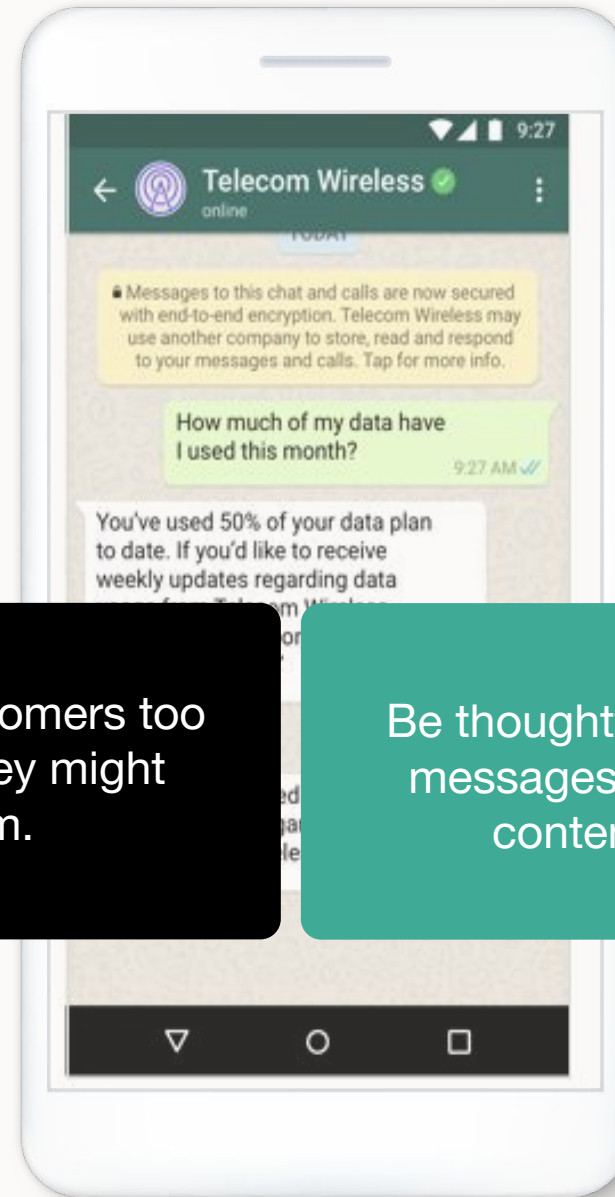 9:27
Telecom Wireless
online
TODAY
Messages to this chat and calls are now secured
with end-to-end encryption. Telecom Wireless may
use another company to store, read and respond
to your messages and calls. Tap for more info.
How much of my data have
I used this month?
9:27 AM
You've used 50% of your data plan
to date. If you'd like to receive
weekly updates regarding data
omers too
ey might
m.
Be thought
messages
conte